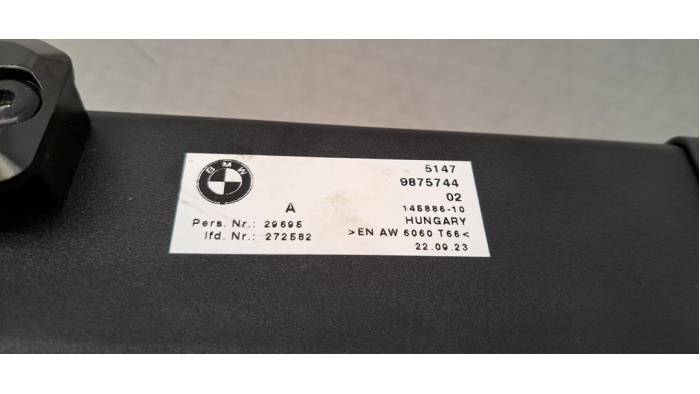 BMW
5147
9875744
02
A
145886-10
Pers. Nr.: 29695
HUNGARY
lfd. Nr.: 272582
>EN AW 6060 T66<
22.09.23